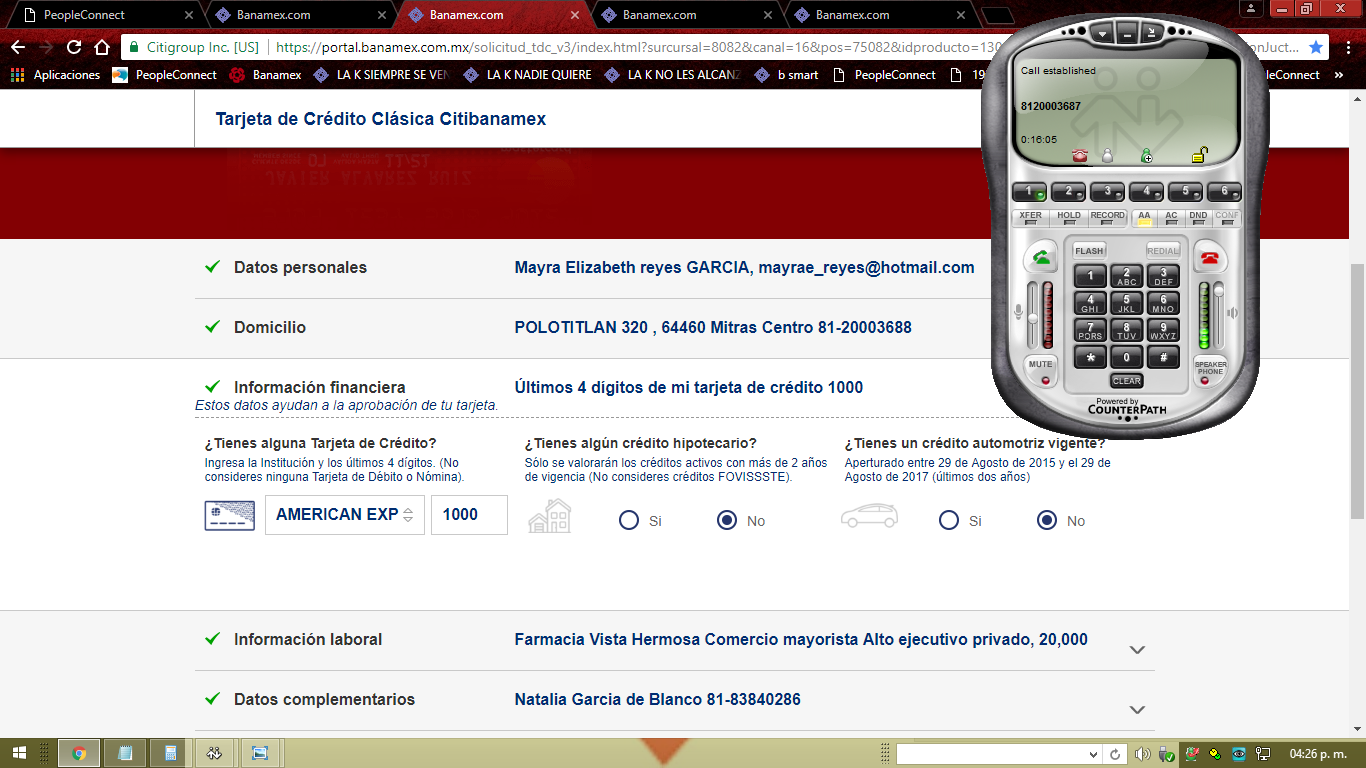 PeopleConnect
Banamex.com
Banamex.com
Banamex.com
Banamex.com
Citigroup Inc. [US]
https://portal.banamex.com.mx/solicitud_tdc_v3/index.html?surcursal=8082&canal=16&pos=75082&idproducto=130
Aplicaciones
PeopleConnect
Banamex
LA K SIEMPRE SE VEN
LA K NADIE QUIERE
LA K NO LES ALCANZ
b smart
PeopleConnect
19
leConnect
»
Tarjeta de Crédito Clásica Citibanamex
JAVIER ALVAREZ RUIZ
Datos personales
Mayra Elizabeth reyes GARCIA, mayrae_reyes@hotmail.com
Domicilio
POLOTITLAN 320 , 64460 Mitras Centro 81-20003688
Información financiera
Últimos 4 dígitos de mi tarjeta de crédito 1000
Estos datos ayudan a la aprobación de tu tarjeta.
¿Tienes alguna Tarjeta de Crédito?
Ingresa la Institución y los últimos 4 dígitos. (No
consideres ninguna Tarjeta de Débito o Nómina).
AMERICAN EXP
1000
¿Tienes algún crédito hipotecario?
Sólo se valorarán los créditos activos con más de 2 años
de vigencia (No consideres créditos FOVISSSTE).
Si
No
¿Tienes un crédito automotriz vigente?
Aperturado entre 29 de Agosto de 2015 y el 29 de
Agosto de 2017 (últimos dos años)
Si
No
Información laboral
Farmacia Vista Hermosa Comercio mayorista Alto ejecutivo privado, 20,000
Datos complementarios
Natalia Garcia de Blanco 81-83840286
Call established
8120003687
0:16:05
1 2 3 4 5 6
XFER HOLD RECORD AA AC DND CONF
FLASH
REDIAL
1 2 ABC 3 DEF
4 GHI 5 JKL 6 MNO
7 PQRS 8 TUV 9 WXYZ
* 0 #
MUTE
SPEAKER
PHONE
CLEAR
Powered by
COUNTERPATH
04:26 p. m.